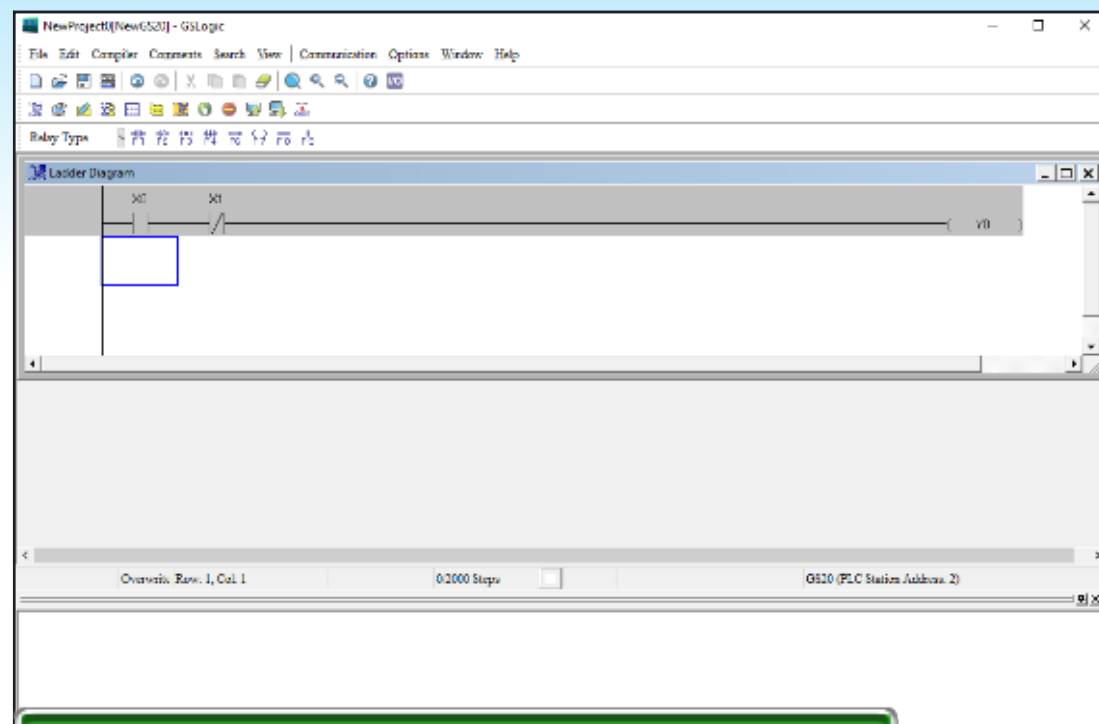 NewProject0[NewGS20] - GSLogic
File Edit Compiler Comments Search View Communication Options Window Help
Relay Type
Ladder Diagram
X0 X1
Y0
Overwrite Row: 1, Col: 1 0/2000 Steps GS20 (PLC Station Address: 2)